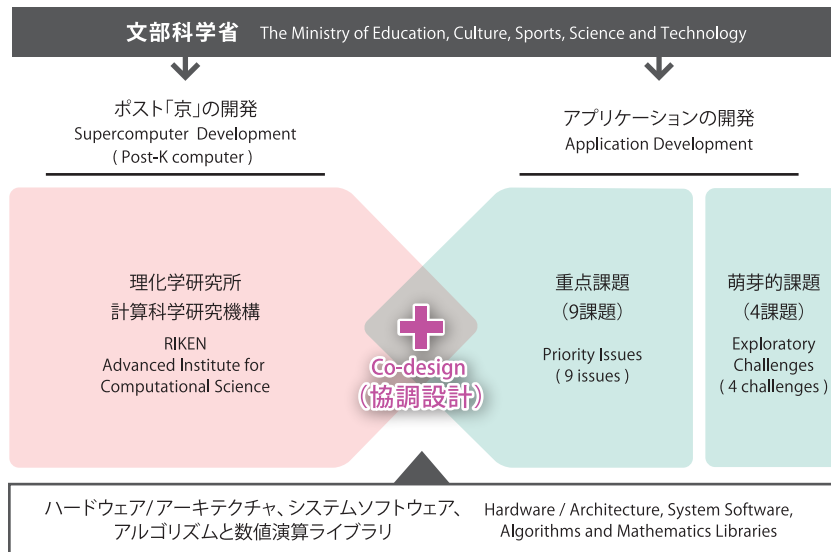 文部科学省 The Ministry of Education, Culture, Sports, Science and Technology
ポスト「京」の開発
Supercomputer Development
( Post-K computer )
アプリケーションの開発
Application Development
理化学研究所
計算科学研究機構
RIKEN
Advanced Institute for
Computational Science
Co-design
（協調設計）
重点課題
（9課題）
Priority Issues
( 9 issues )
萌芽的課題
（4課題）
Exploratory
Challenges
( 4 challenges )
ハードウェア/アーキテクチャ、システムソフトウェア、
アルゴリズムと数値演算ライブラリ
Hardware / Architecture, System Software,
Algorithms and Mathematics Libraries